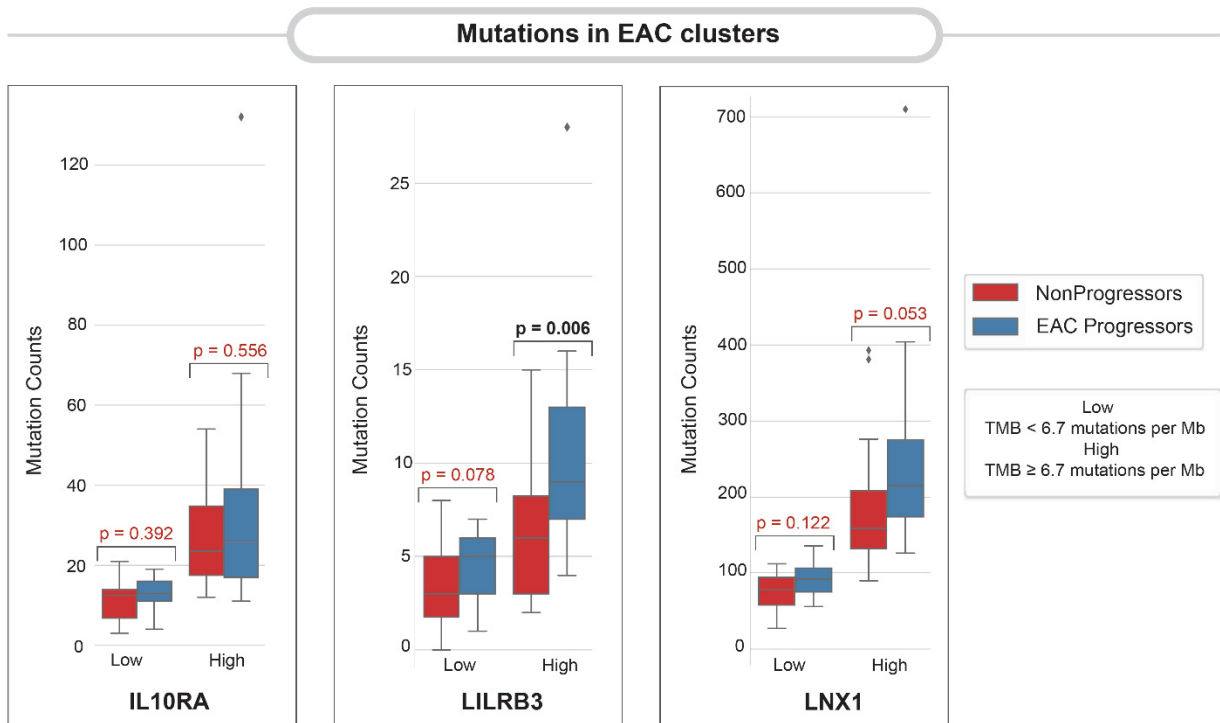 Mutations in EAC clusters
Mutation Counts
120
100
80
60
40
20
0
p = 0.556
p = 0.392
Low
High
IL10RA
Mutation Counts
25
20
15
10
5
0
p = 0.006
p = 0.078
Low
High
LILRB3
Mutation Counts
700
600
500
400
300
200
100
0
p = 0.053
p = 0.122
Low
High
LNX1
NonProgressors
EAC Progressors
Low
TMB < 6.7 mutations per Mb
High
TMB ≥ 6.7 mutations per Mb